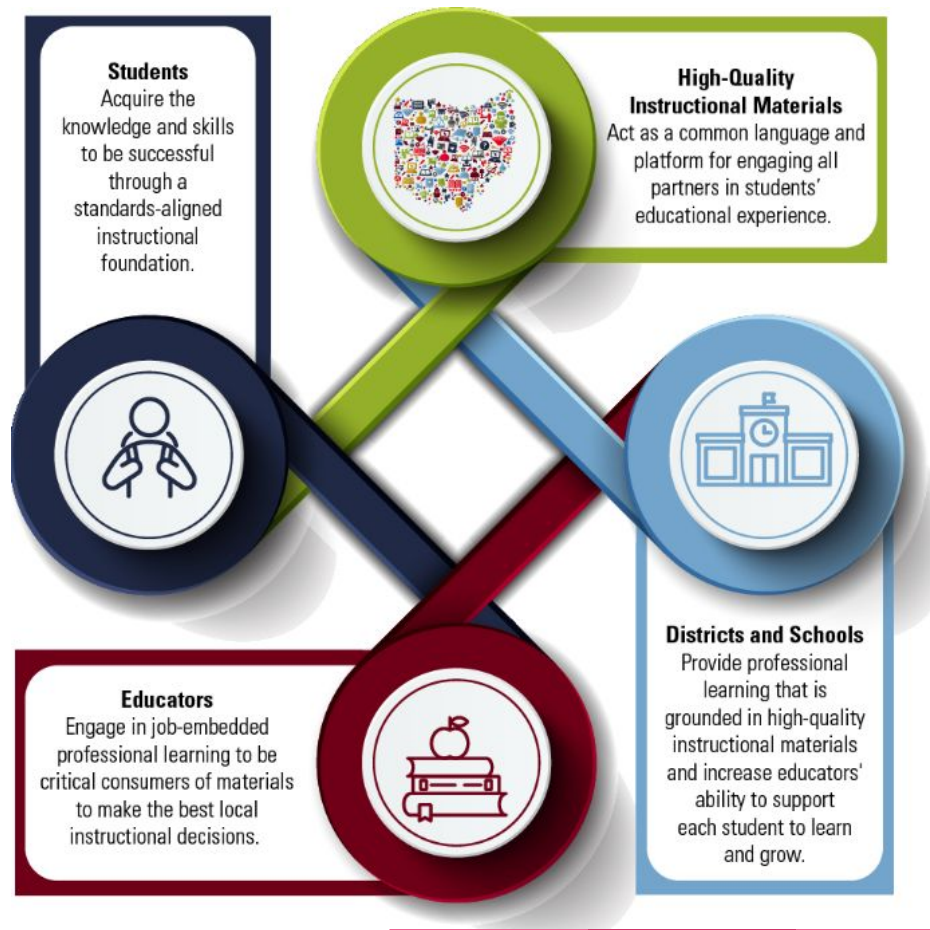 Students
Acquire the
knowledge and skills
to be successful
through a
standards-aligned
instructional
foundation.
High-Quality
Instructional Materials
Act as a common language and
platform for engaging all
partners in students’
educational experience.
Educators
Engage in job-embedded
professional learning to be
critical consumers of materials
to make the best local
instructional decisions.
Districts and Schools
Provide professional
learning that is
grounded in high-quality
instructional materials
and increase educators'
ability to support
each student to learn
and grow.